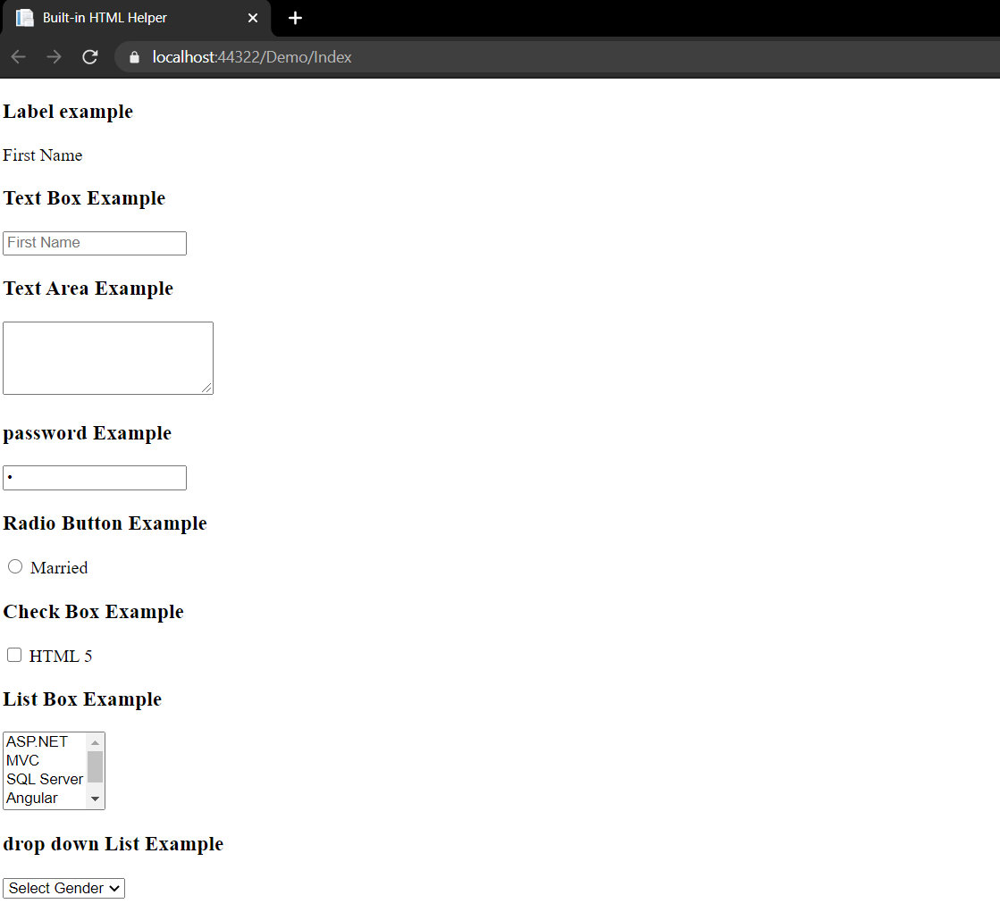 Built-in HTML Helper
localhost:44322/Demo/Index
Label example
First Name
Text Box Example
First Name
Text Area Example
password Example
•
Radio Button Example
Married
Check Box Example
HTML 5
List Box Example
ASP.NET
MVC
SQL Server
Angular
drop down List Example
Select Gender